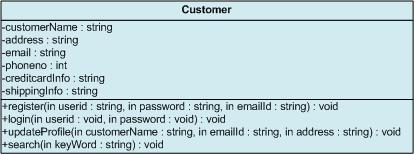 Customer
-customerName : string
-address : string
-email : string
-phoneno : int
-creditcardInfo : string
-shippingInfo : string
+register(in userid : string, in password : string, in emailId : string) : void
+login(in userid : void, in password : void) : void
+updateProfile(in customerName : string, in emailId : string, in address : string) : void
+search(in keyWord : string) : void